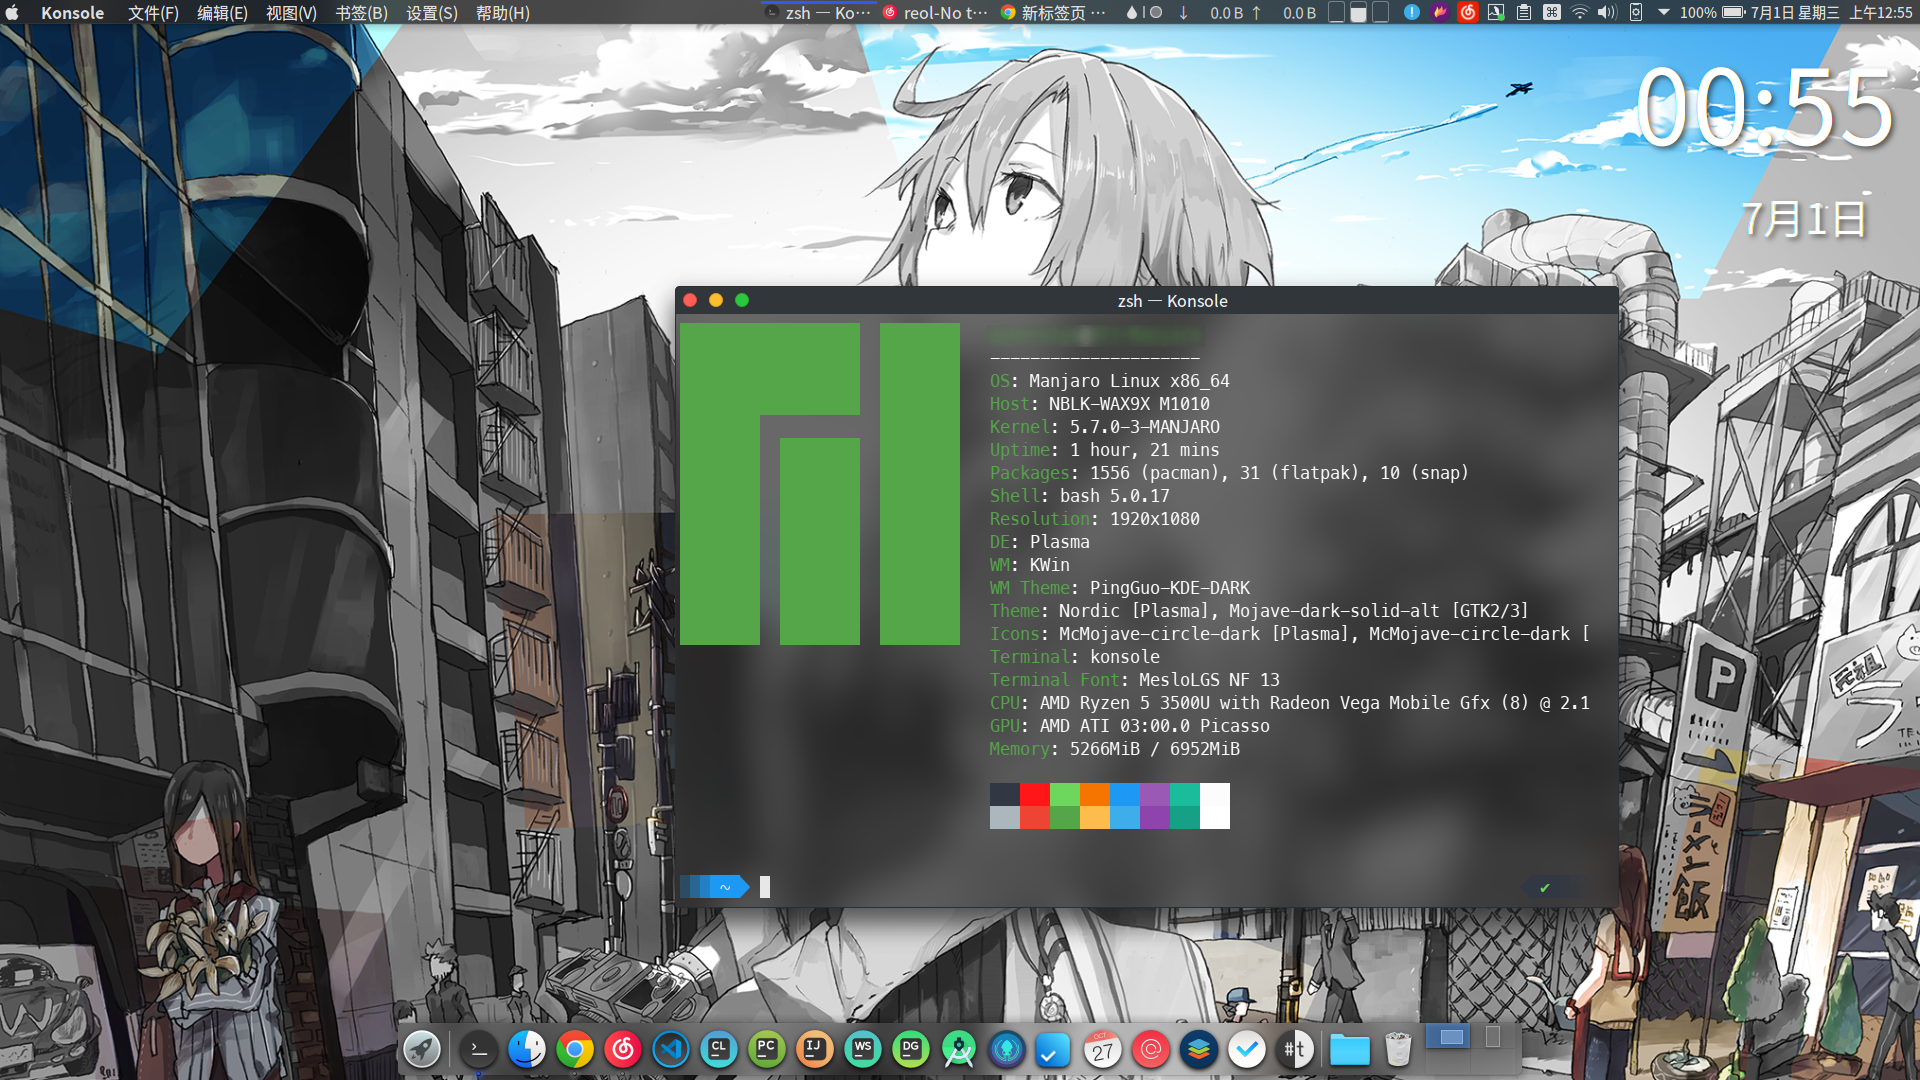 Konsole 文件(F) 编辑(E) 视图(V) 书签(B) 设置(S) 帮助(H) zsh — Ko··· reol-No t··· 新标签页 ··· ↓ 0.0 B ↑ 0.0 B 100% 7月1日 星期三 上午12:55
00:55
7月1日
zsh — Konsole
---------------------
OS: Manjaro Linux x86_64
Host: NBLK-WAX9X M1010
Kernel: 5.7.0-3-MANJARO
Uptime: 1 hour, 21 mins
Packages: 1556 (pacman), 31 (flatpak), 10 (snap)
Shell: bash 5.0.17
Resolution: 1920x1080
DE: Plasma
WM: KWin
WM Theme: PingGuo-KDE-DARK
Theme: Nordic [Plasma], Mojave-dark-solid-alt [GTK2/3]
Icons: McMojave-circle-dark [Plasma], McMojave-circle-dark [
Terminal: konsole
Terminal Font: MesloLGS NF 13
CPU: AMD Ryzen 5 3500U with Radeon Vega Mobile Gfx (8) @ 2.1
GPU: AMD ATI 03:00.0 Picasso
Memory: 5266MiB / 6952MiB
~ ✔
P
元祖
ラ
飯
CL PC IJ WS DG OCT 27 @ #t